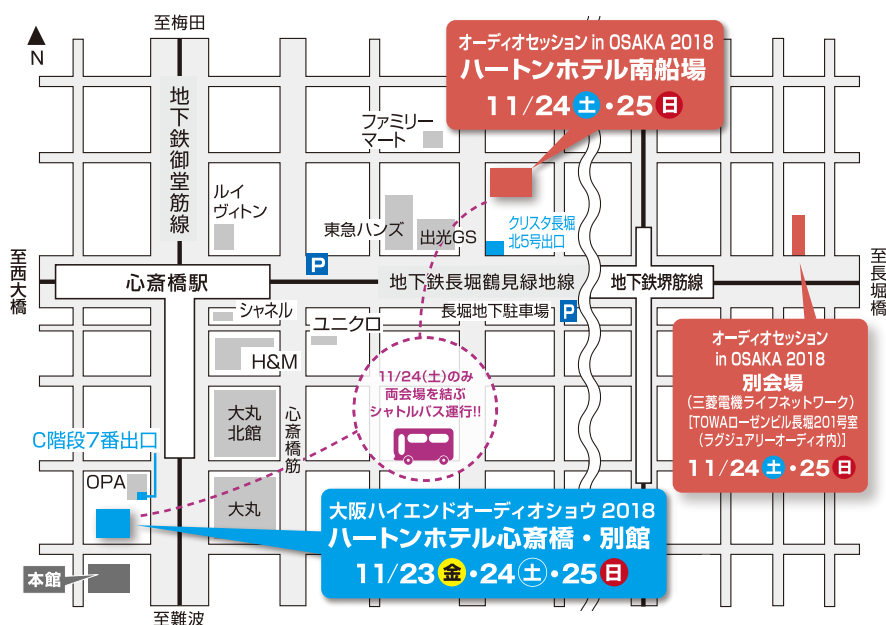 至梅田
N
オーディオセッション in OSAKA 2018
ハートンホテル南船場
11/24土・25日
地下鉄御堂筋線
ファミリー
マート
ルイ
ヴィトン
東急ハンズ
出光GS
クリスタ長堀
北5号出口
至西大橋
心斎橋駅
P
地下鉄長堀鶴見緑地線
地下鉄堺筋線
至長堀橋
シャネル
長堀地下駐車場
P
ユニクロ
H&M
オーディオセッション
in OSAKA 2018
別会場
(三菱電機ライフネットワーク)
[TOWAローゼンビル長堀201号室
(ラグジュアリーオーディオ内)]
11/24土・25日
11/24(土)のみ
両会場を結ぶ
シャトルバス運行!!
大丸
北館
心斎橋筋
C階段7番出口
OPA
大丸
大阪ハイエンドオーディオショウ 2018
ハートンホテル心斎橋・別館
11/23金・24土・25日
本館
至難波